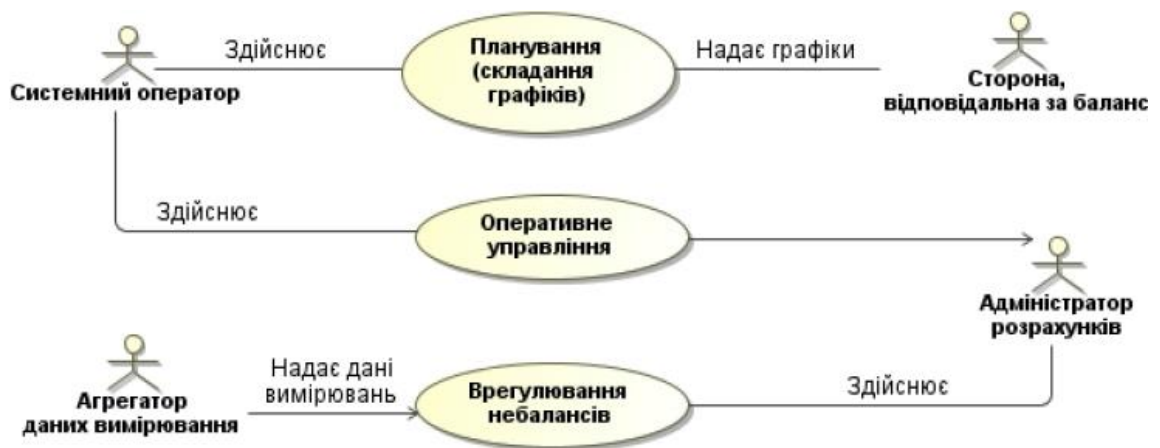 Здійснює
Планування
(складання
графіків)
Надає графіки
Системний оператор
Сторона,
відповідальна за баланс
Здійснює
Оперативне
управління
Адміністратор
розрахунків
Агрегатор
даних вимірювання
Надає дані
вимірювань
Врегулювання
небалансів
Здійснює